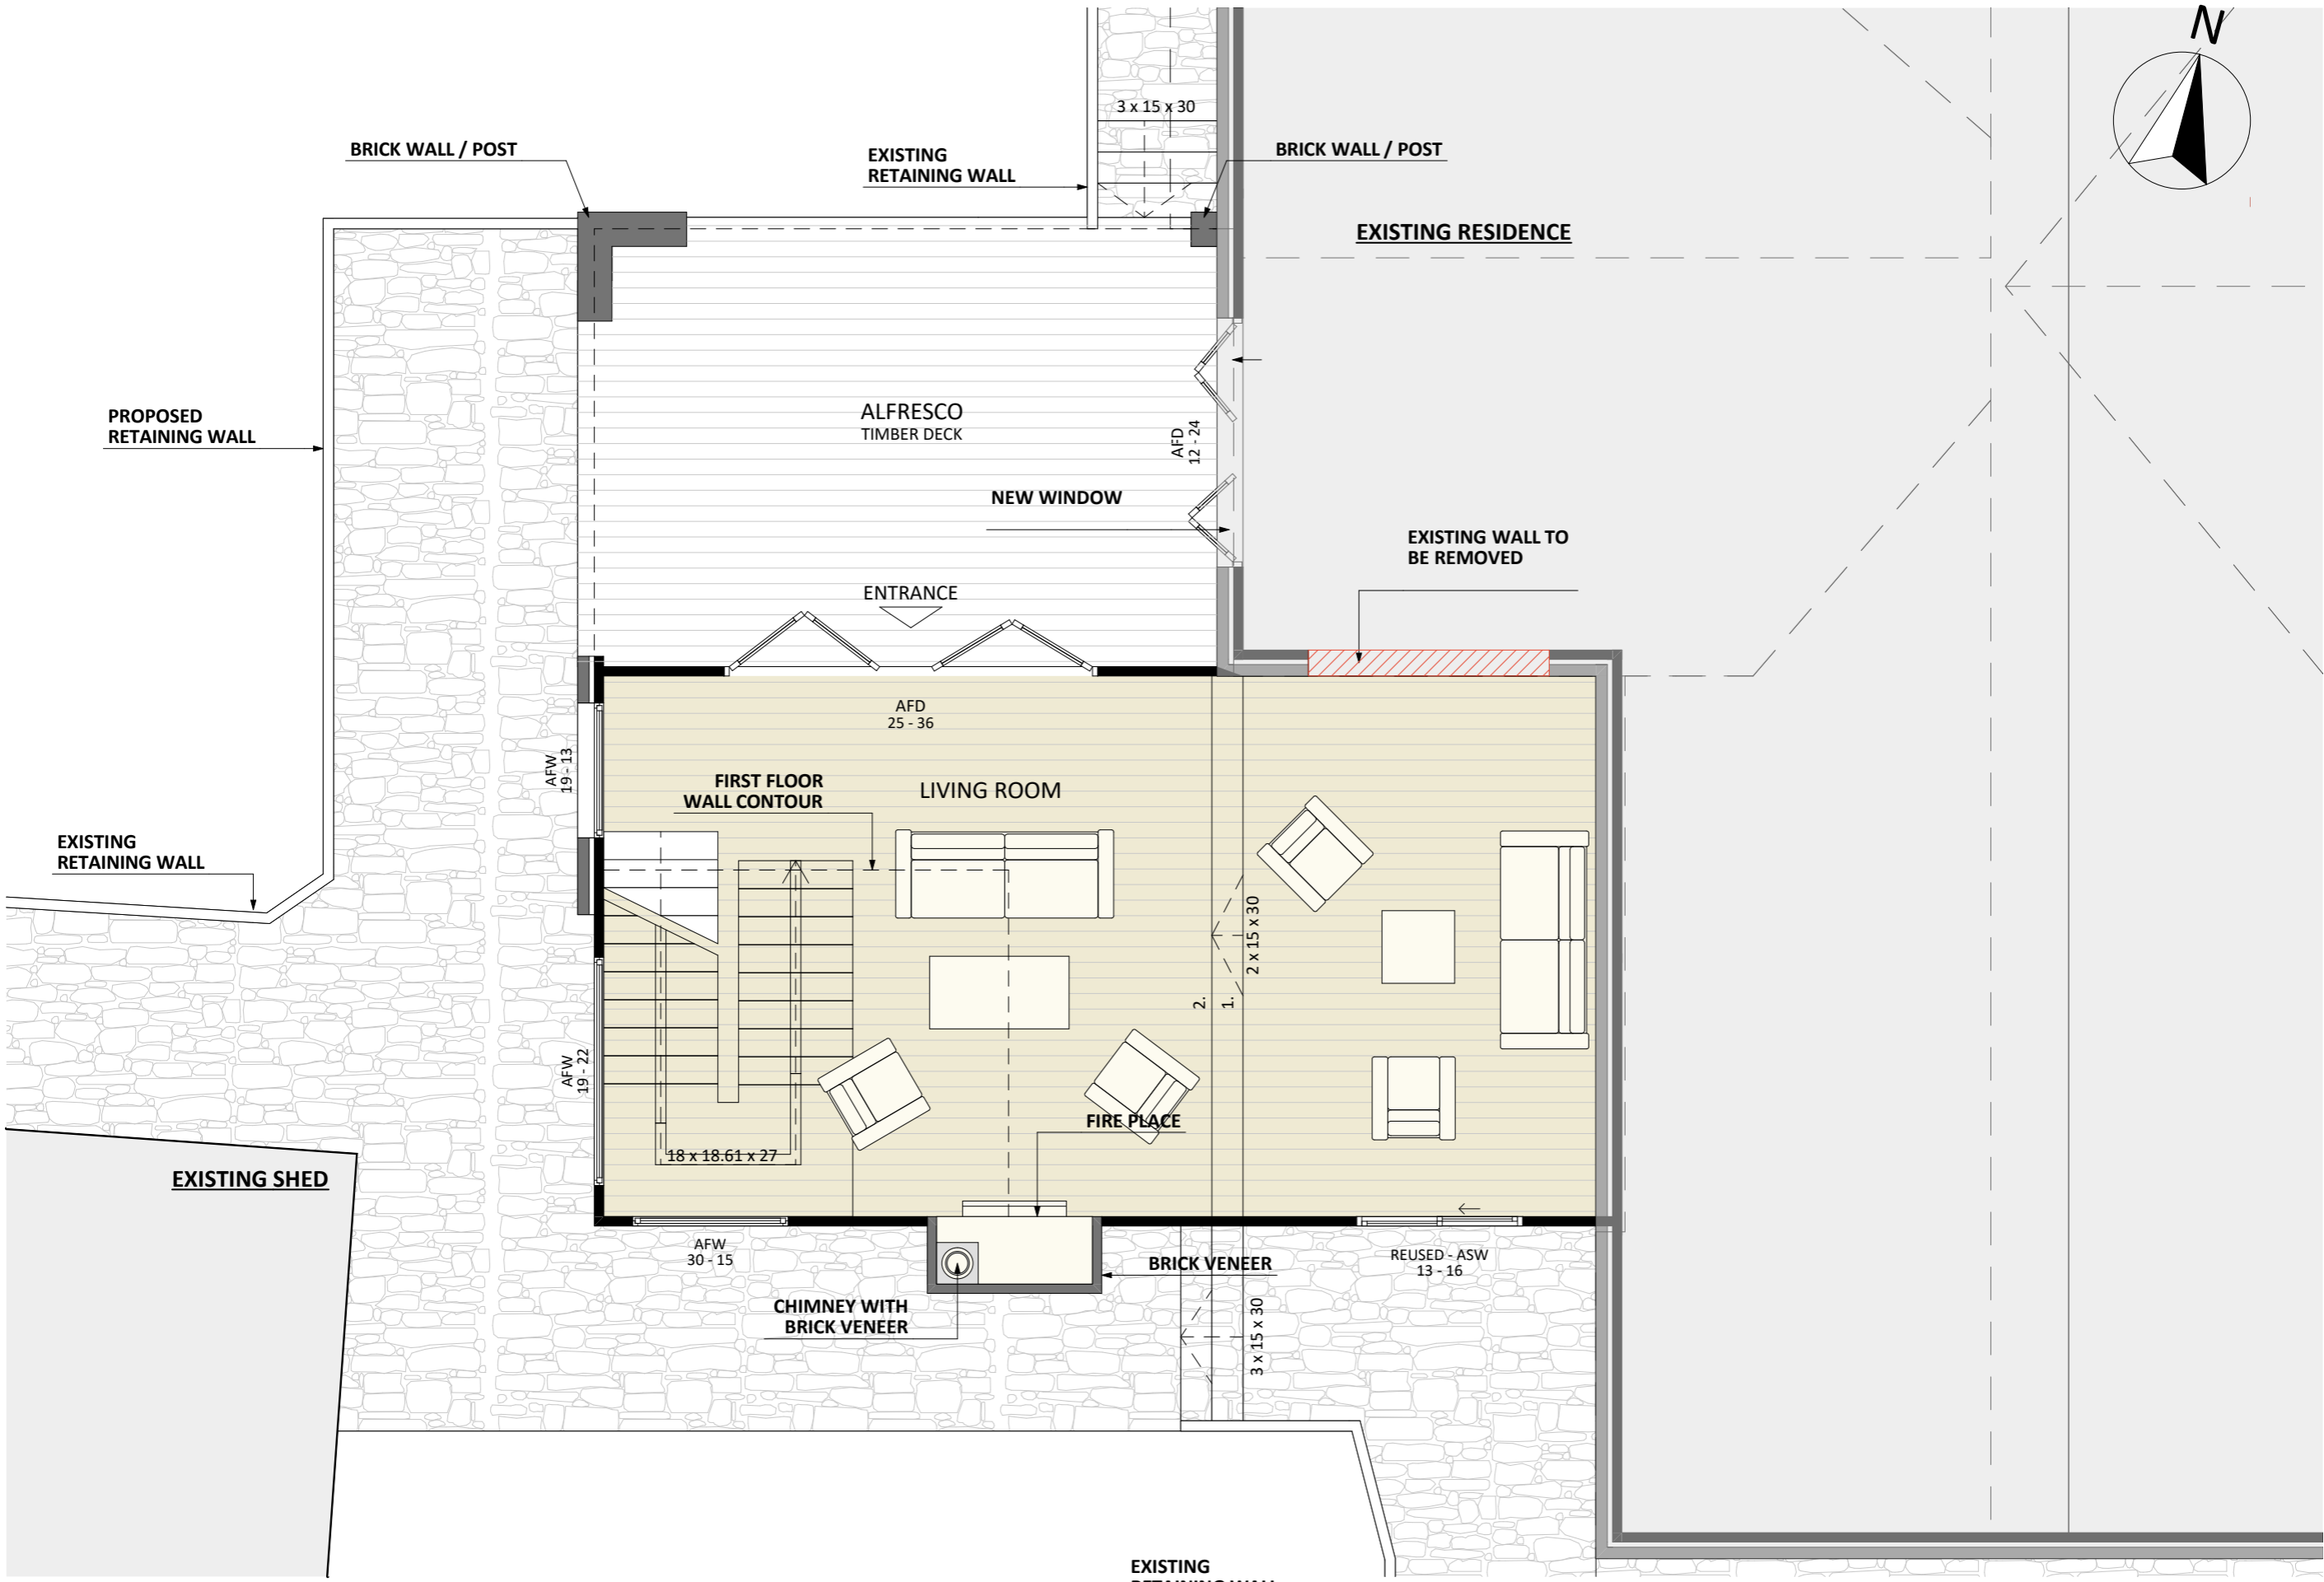 N
3 x 15 x 30
BRICK WALL / POST
EXISTING
RETAINING WALL
BRICK WALL / POST
EXISTING RESIDENCE
PROPOSED
RETAINING WALL
ALFRESCO
TIMBER DECK
AFD
12 - 24
NEW WINDOW
EXISTING WALL TO
BE REMOVED
ENTRANCE
AFD
25 - 36
AFW
19 - 13
FIRST FLOOR
WALL CONTOUR
LIVING ROOM
EXISTING
RETAINING WALL
2 x 15 x 30
2.
1.
AFW
19 - 22
FIRE PLACE
18 x 18.61 x 27
EXISTING SHED
AFW
30 - 15
BRICK VENEER
REUSED - ASW
13 - 16
CHIMNEY WITH
BRICK VENEER
3 x 15 x 30
EXISTING
RETAINING WALL